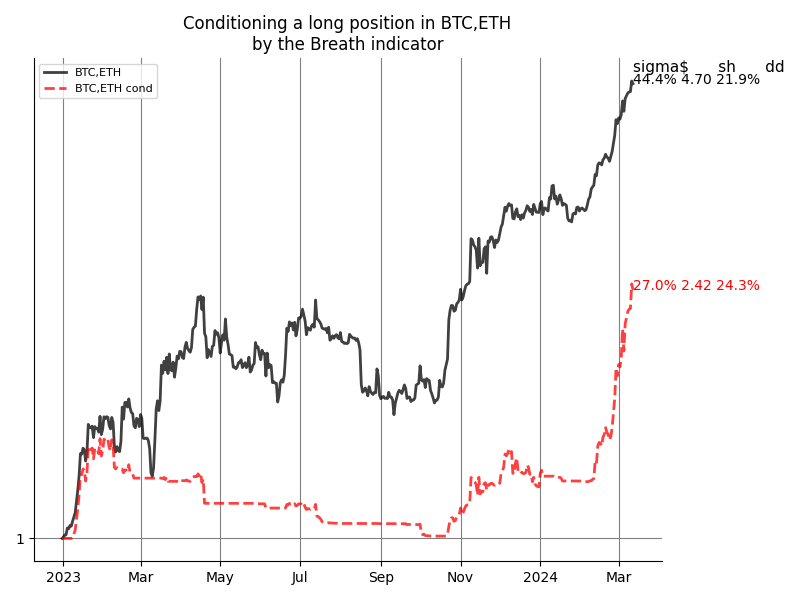 Conditioning a long position in BTC,ETH
by the Breath indicator
BTC,ETH
BTC,ETH cond
sigma$ sh dd
44.4% 4.70 21.9%
27.0% 2.42 24.3%
1
2023 Mar May Jul Sep Nov 2024 Mar